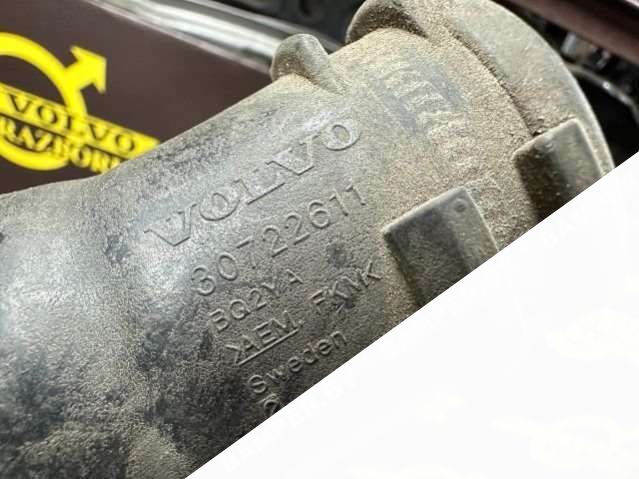 VOLVO
RAZBOR
VOLVO
30722611
BQ2YA
>AEM, FKMK
Sweden